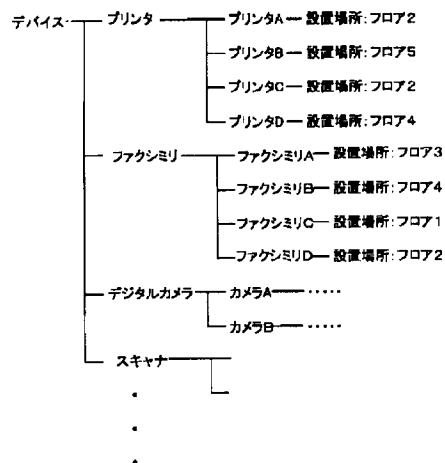 デバイス プリンタ プリンタA 設置場所:フロア2
プリンタB 設置場所:フロア5
プリンタC 設置場所:フロア2
プリンタD 設置場所:フロア4
ファクシミリ ファクシミリA 設置場所:フロア3
ファクシミリB 設置場所:フロア4
ファクシミリC 設置場所:フロア1
ファクシミリD 設置場所:フロア2
デジタルカメラ カメラA ・・・・・
カメラB ・・・・・
スキャナ
・
・
・